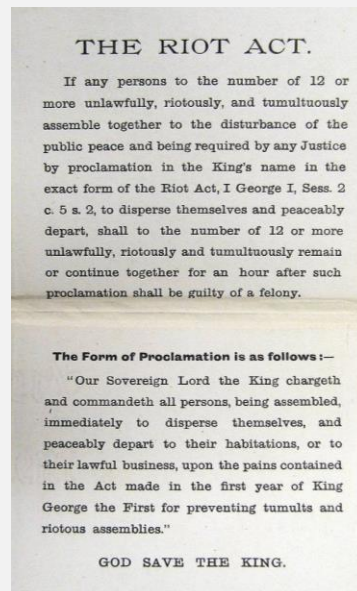 THE RIOT ACT.
If any persons to the number of 12 or
more unlawfully, riotously, and tumultuously
assemble together to the disturbance of the
public peace and being required by any Justice
by proclamation in the King's name in the
exact form of the Riot Act, I George I, Sess. 2
c. 5 s. 2, to disperse themselves and peaceably
depart, shall to the number of 12 or more
unlawfully, riotously and tumultuously remain
or continue together for an hour after such
proclamation shall be guilty of a felony.
The Form of Proclamation is as follows:—
"Our Sovereign Lord the King chargeth
and commandeth all persons, being assembled,
immediately to disperse themselves, and
peaceably depart to their habitations, or to
their lawful business, upon the pains contained
in the Act made in the first year of King
George the First for preventing tumults and
riotous assemblies."
GOD SAVE THE KING.